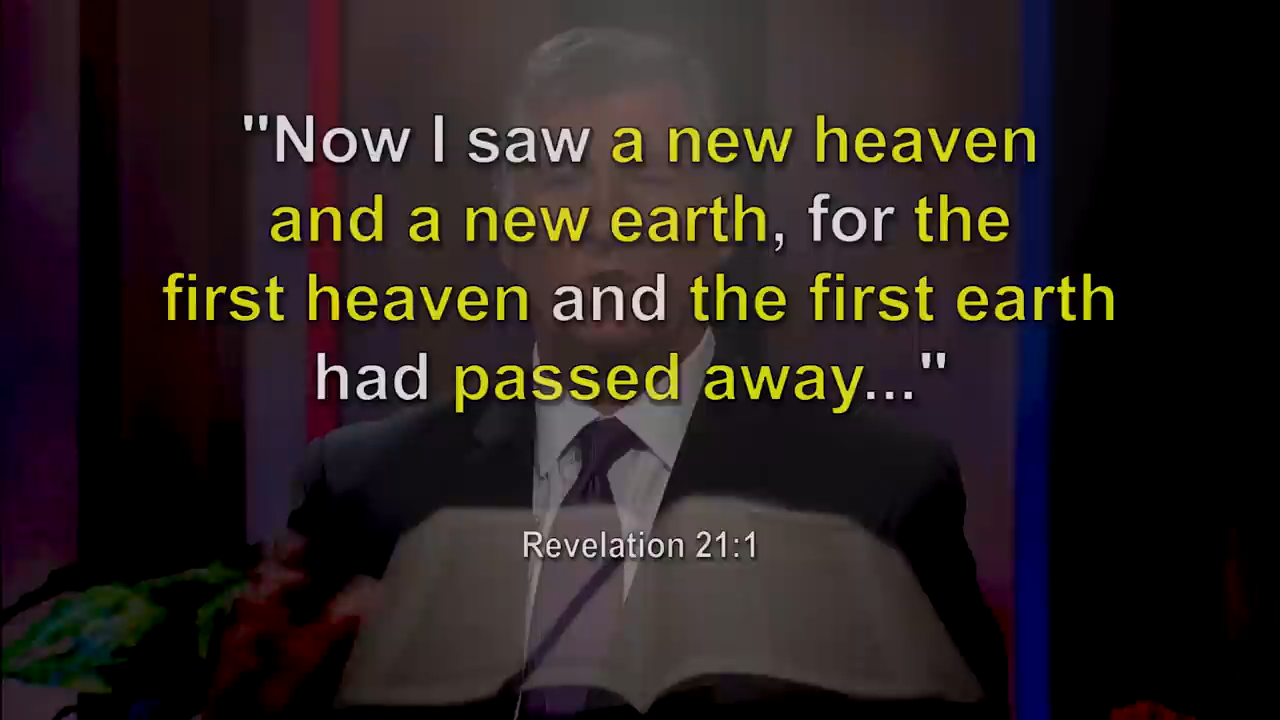 "Now I saw a new heaven
and a new earth, for the
first heaven and the first earth
had passed away..."
Revelation 21:1